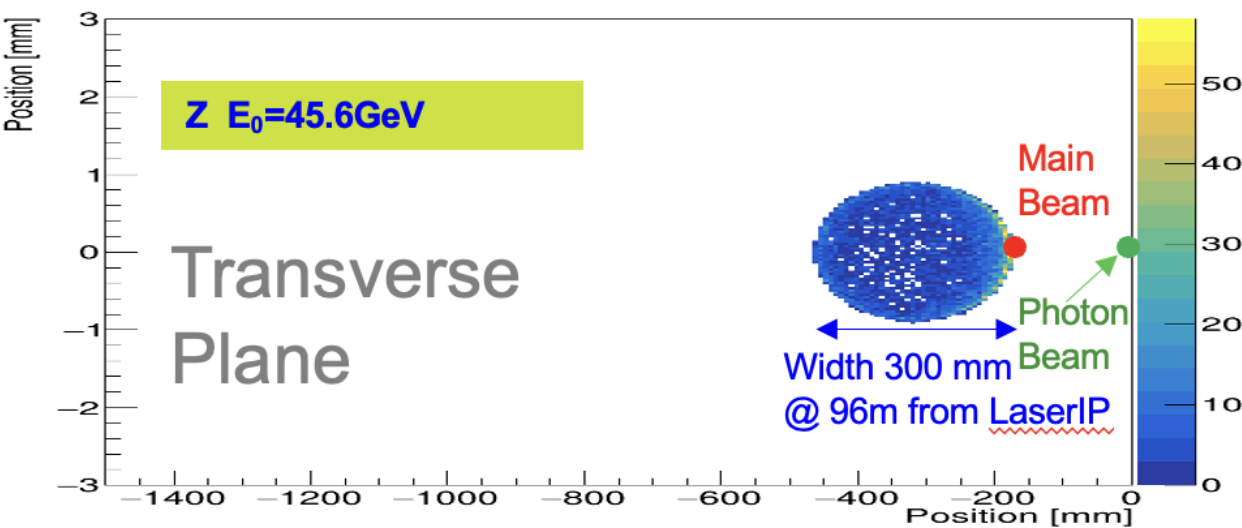 Position [mm]
3
2
1
0
−1
−2
−3
Z E₀=45.6GeV
Transverse
Plane
Main
Beam
Photon
Beam
Width 300 mm
@ 96m from LaserIP
50
40
30
20
10
0
−1400 −1200 −1000 −800 −600 −400 −200 0
Position [mm]